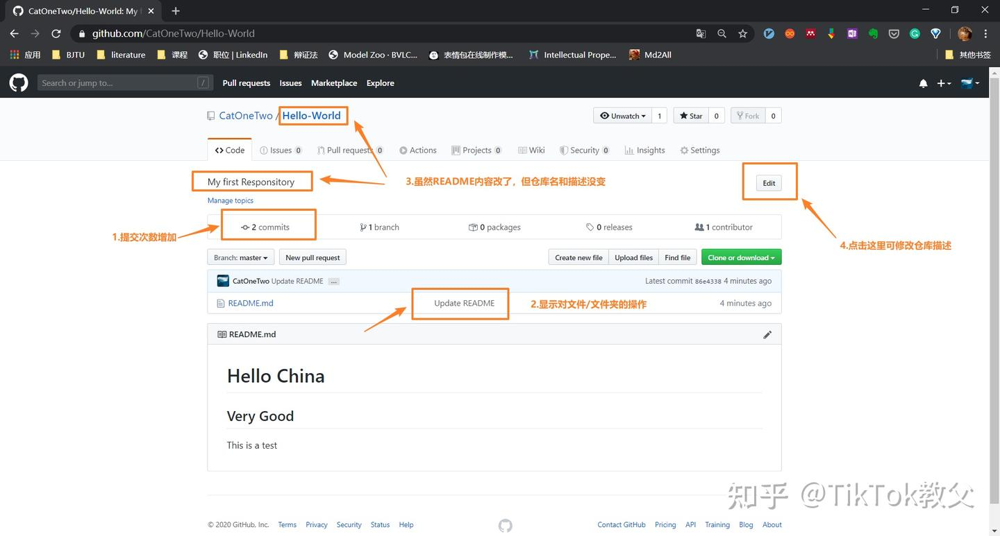 CatOneTwo/Hello-World: My f
github.com/CatOneTwo/Hello-World
应用 BJTU literature 课程 职位 | LinkedIn 辩证法 Model Zoo · BVLC... 表情包在线制作模... Intellectual Prope... Md2All 其他书签
Search or jump to... / Pull requests Issues Marketplace Explore
CatOneTwo / Hello-World Unwatch 1 Star 0 Fork 0
Code Issues 0 Pull requests 0 Actions Projects 0 Wiki Security 0 Insights Settings
My first Responsitory 3.虽然README内容改了，但仓库名和描述没变 Edit
Manage topics
2 commits 1 branch 0 packages 0 releases 1 contributor
1.提交次数增加
4.点击这里可修改仓库描述
Branch: master New pull request Create new file Upload files Find file Clone or download
CatOneTwo Update README ... Latest commit 86e4338 4 minutes ago
README.md Update README 2.显示对文件/文件夹的操作 4 minutes ago
README.md
Hello China
Very Good
This is a test
知乎 @TikTok教父
© 2020 GitHub, Inc. Terms Privacy Security Status Help Contact GitHub Pricing API Training Blog About